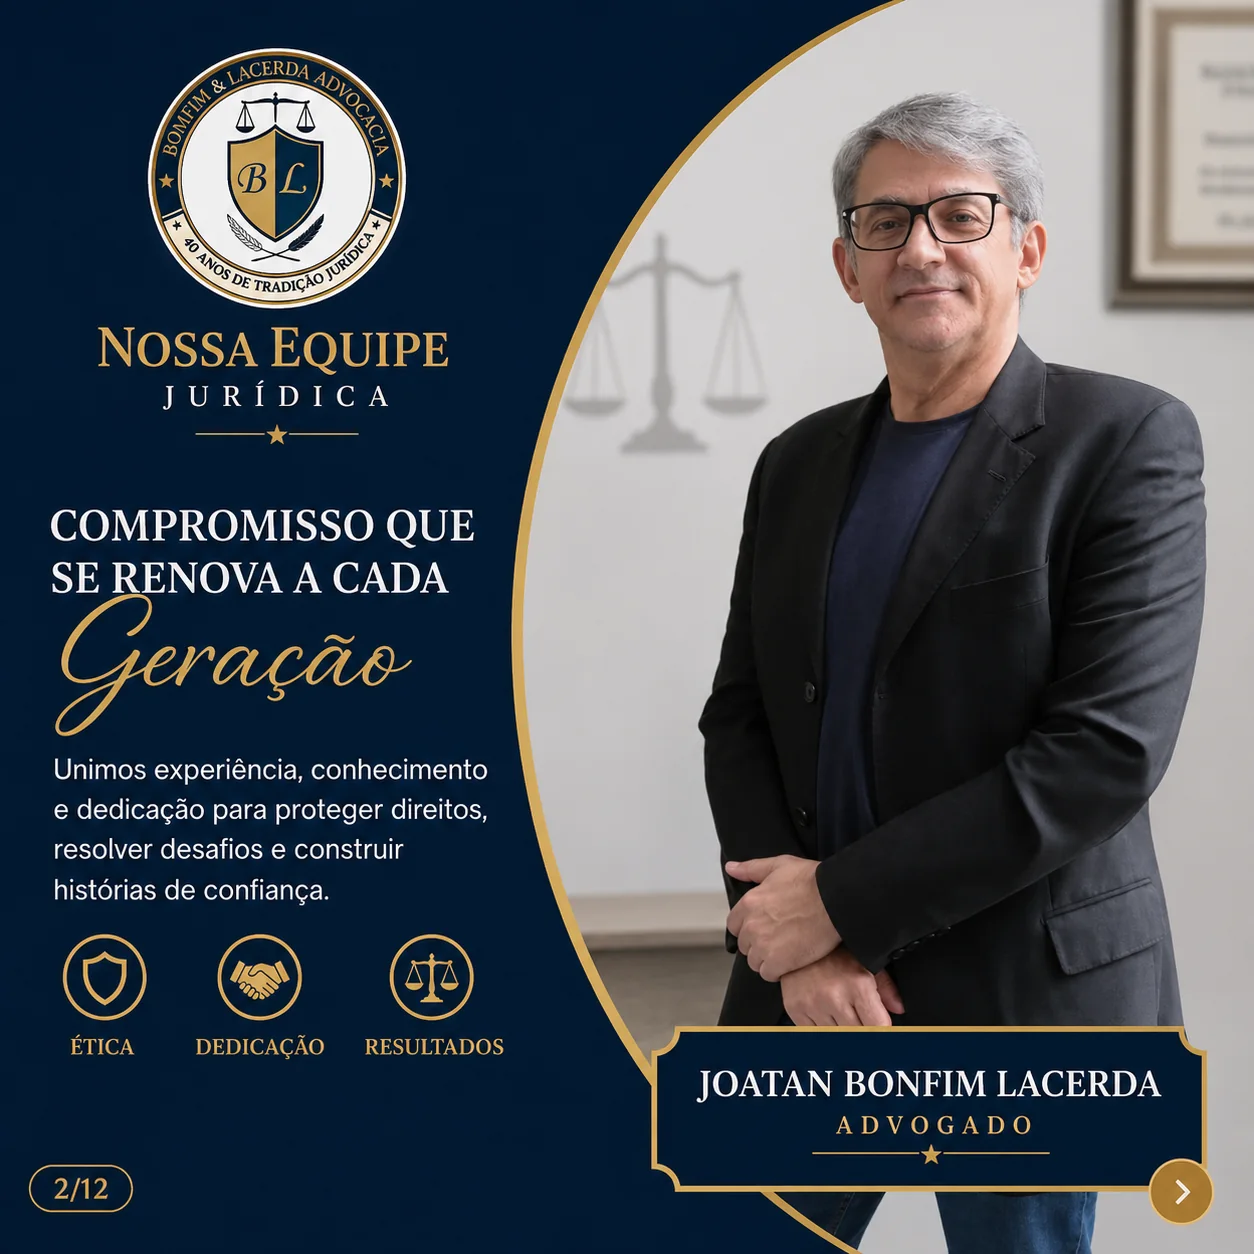 BOMFIM & LACERDA ADVOCACIA
B L
40 ANOS DE TRADIÇÃO JURÍDICA
NOSSA EQUIPE
JURÍDICA
COMPROMISSO QUE
SE RENOVA A CADA
Geração
Unimos experiência, conhecimento
e dedicação para proteger direitos,
resolver desafios e construir
histórias de confiança.
ÉTICA
DEDICAÇÃO
RESULTADOS
JOATAN BONFIM LACERDA
ADVOGADO
2/12